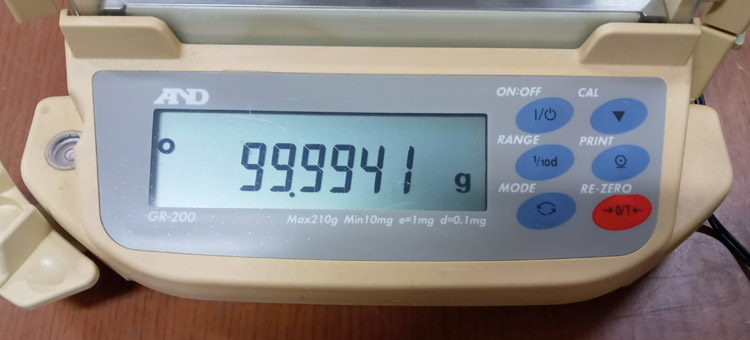 AND
ON:OFF
CAL
I/⏻
▼
RANGE
PRINT
1/10d
MODE
RE-ZERO
→0/T←
99.9941 g
GR-200
Max210g Min10mg e=1mg d=0.1mg